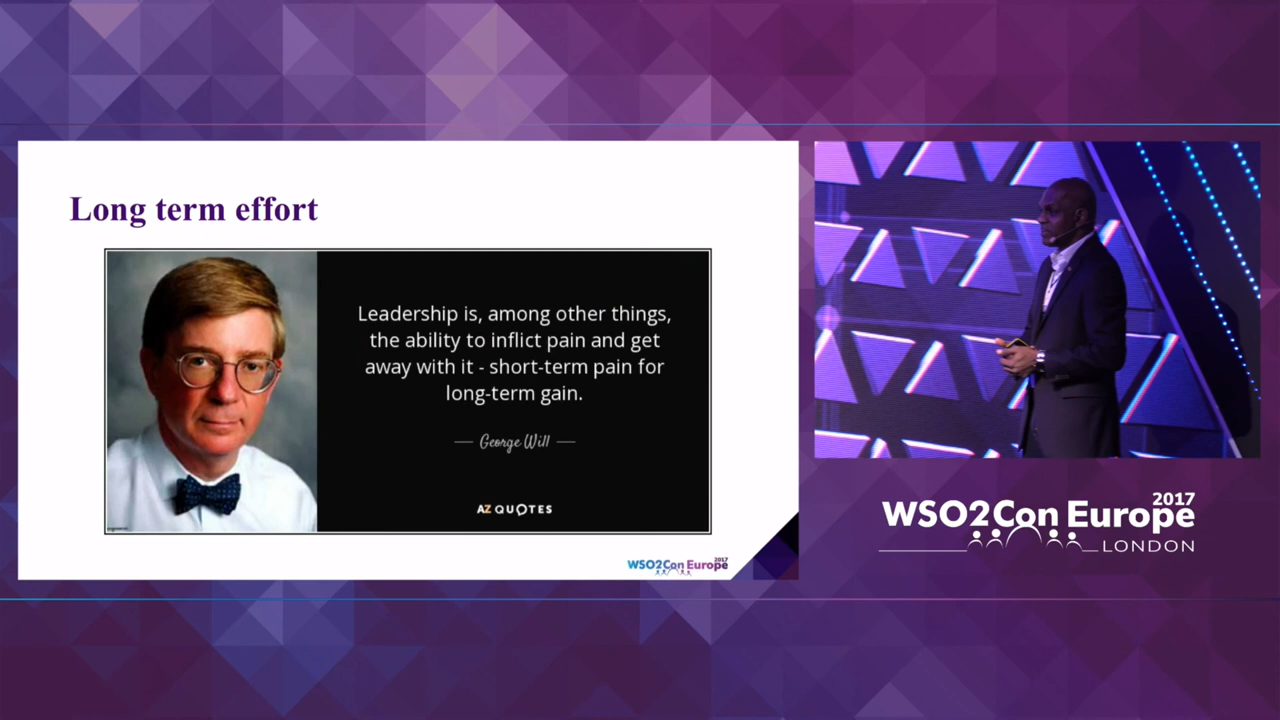 Long term effort
Leadership is, among other things,
the ability to inflict pain and get
away with it - short-term pain for
long-term gain.
George Will
AZ QUOTES
WSO2Con Europe 2017
WSO2Con Europe 2017
LONDON